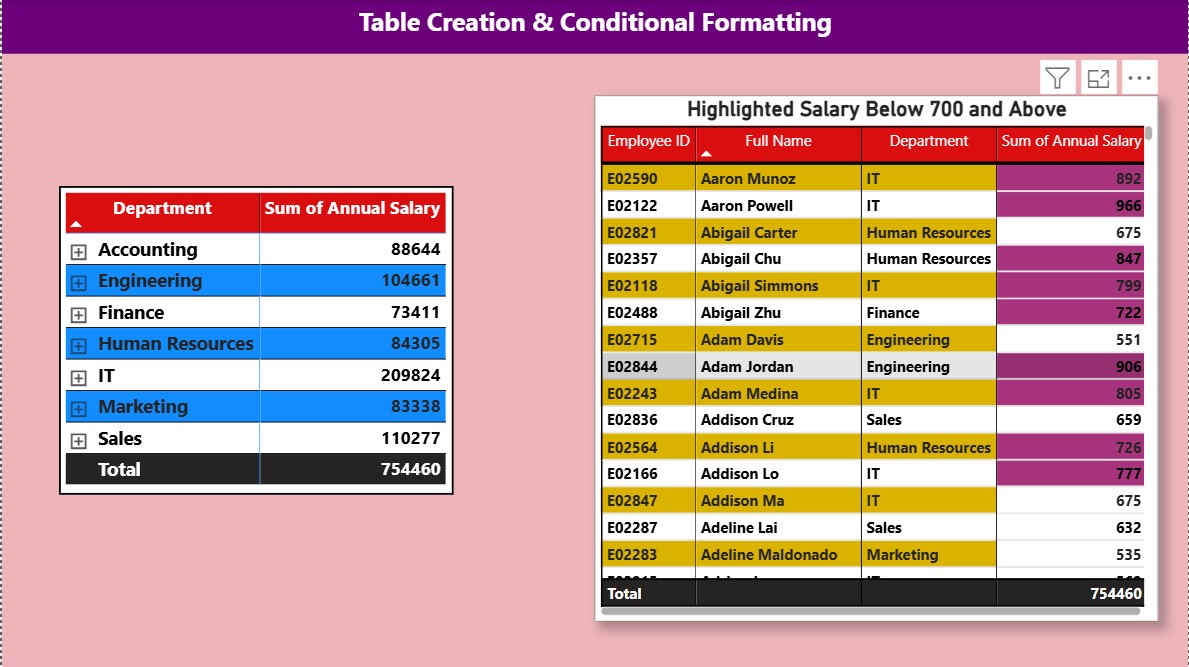 Table Creation & Conditional Formatting
Department Sum of Annual Salary
Accounting 88644
Engineering 104661
Finance 73411
Human Resources 84305
IT 209824
Marketing 83338
Sales 110277
Total 754460
Highlighted Salary Below 700 and Above
Employee ID Full Name Department Sum of Annual Salary
E02590 Aaron Munoz IT 892
E02122 Aaron Powell IT 966
E02821 Abigail Carter Human Resources 675
E02357 Abigail Chu Human Resources 847
E02118 Abigail Simmons IT 799
E02488 Abigail Zhu Finance 722
E02715 Adam Davis Engineering 551
E02844 Adam Jordan Engineering 906
E02243 Adam Medina IT 805
E02836 Addison Cruz Sales 659
E02564 Addison Li Human Resources 726
E02166 Addison Lo IT 777
E02847 Addison Ma IT 675
E02287 Adeline Lai Sales 632
E02283 Adeline Maldonado Marketing 535
Total 754460